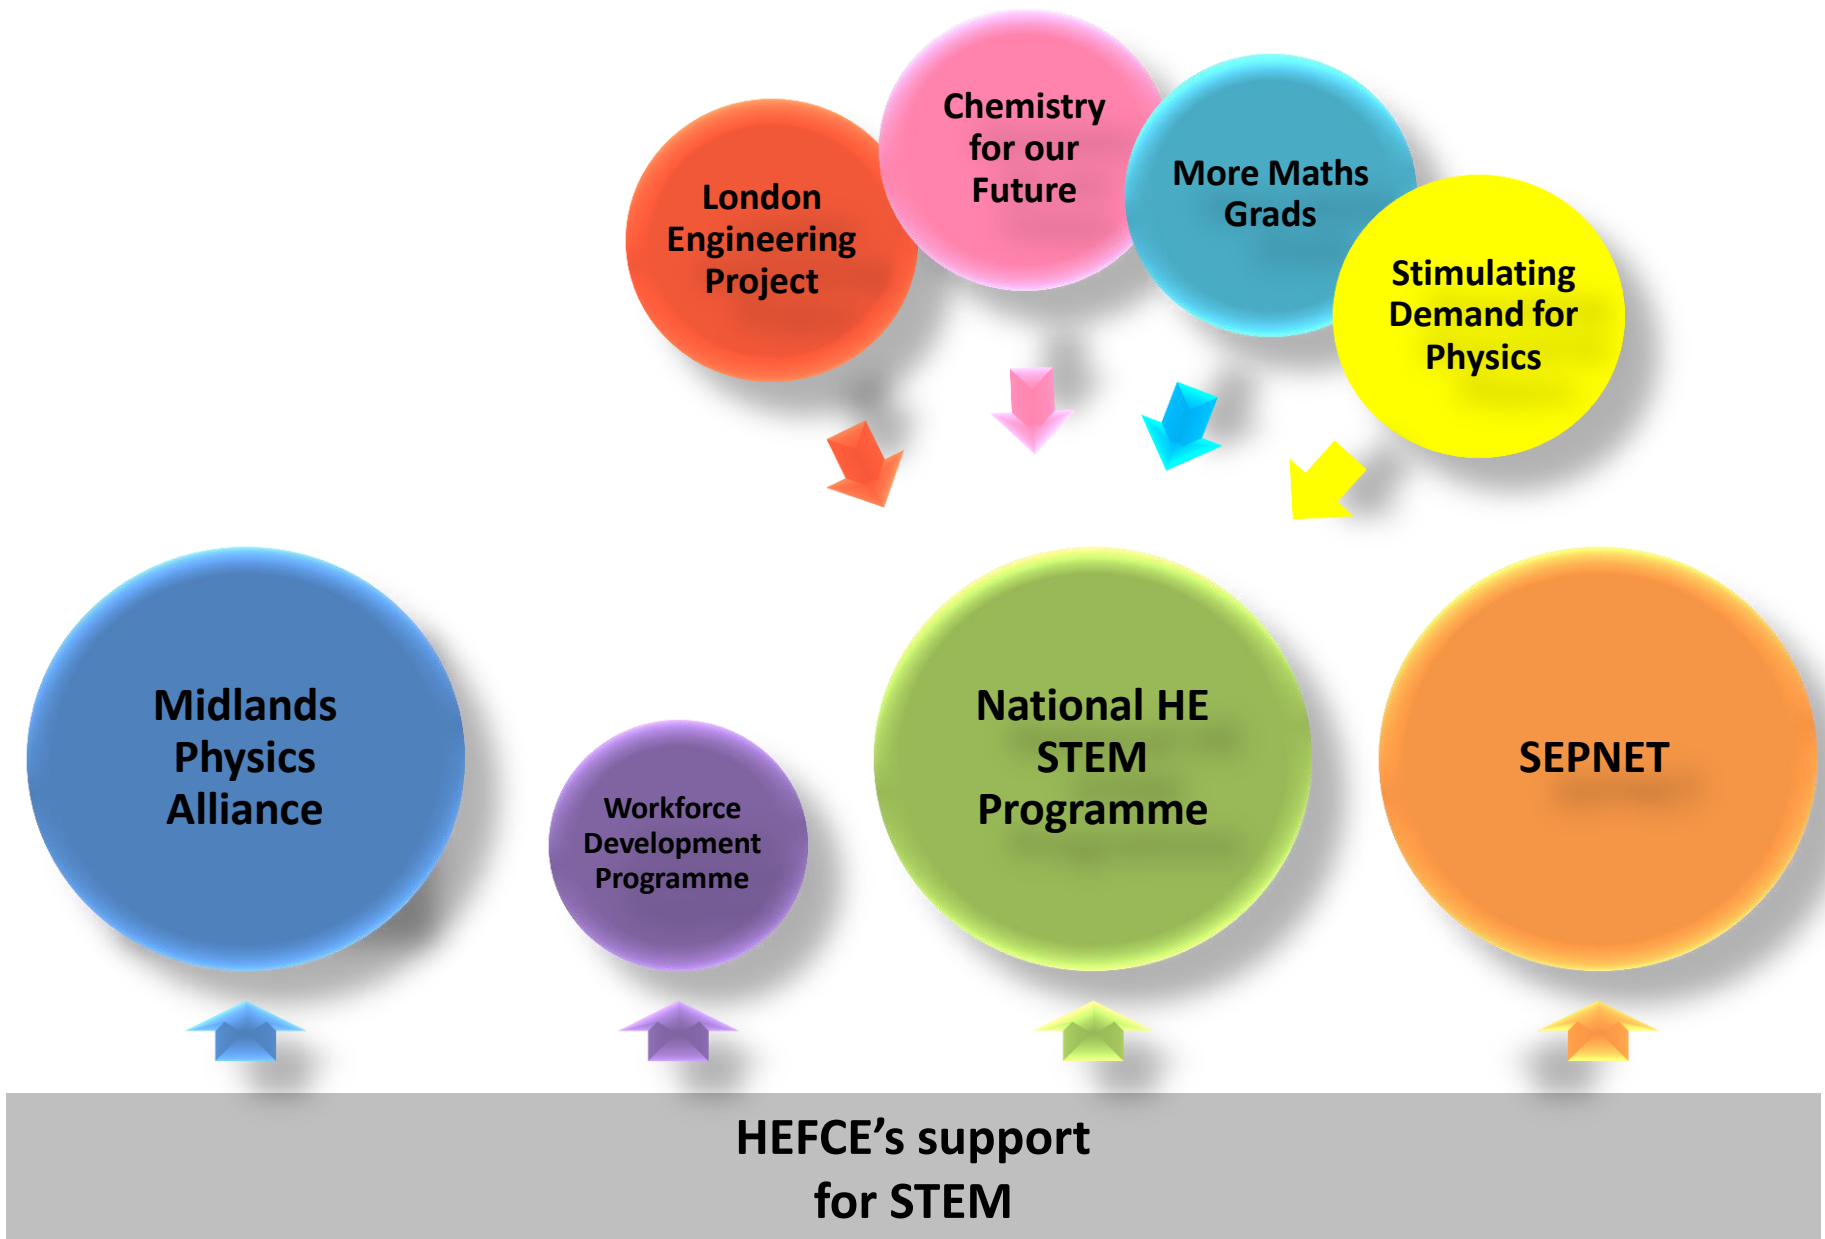 Chemistry
for our
Future
London
Engineering
Project
More Maths
Grads
Stimulating
Demand for
Physics
Midlands
Physics
Alliance
Workforce
Development
Programme
National HE
STEM
Programme
SEPNET
HEFCE’s support
for STEM